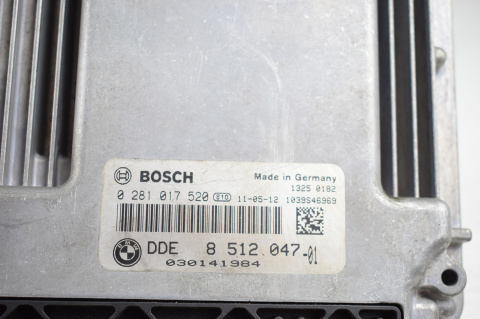 BOSCH Made in Germany
1325 0182
0 281 017 520 E10 11-05-12 1039S46969
DDE 8 512 047-01
030141984